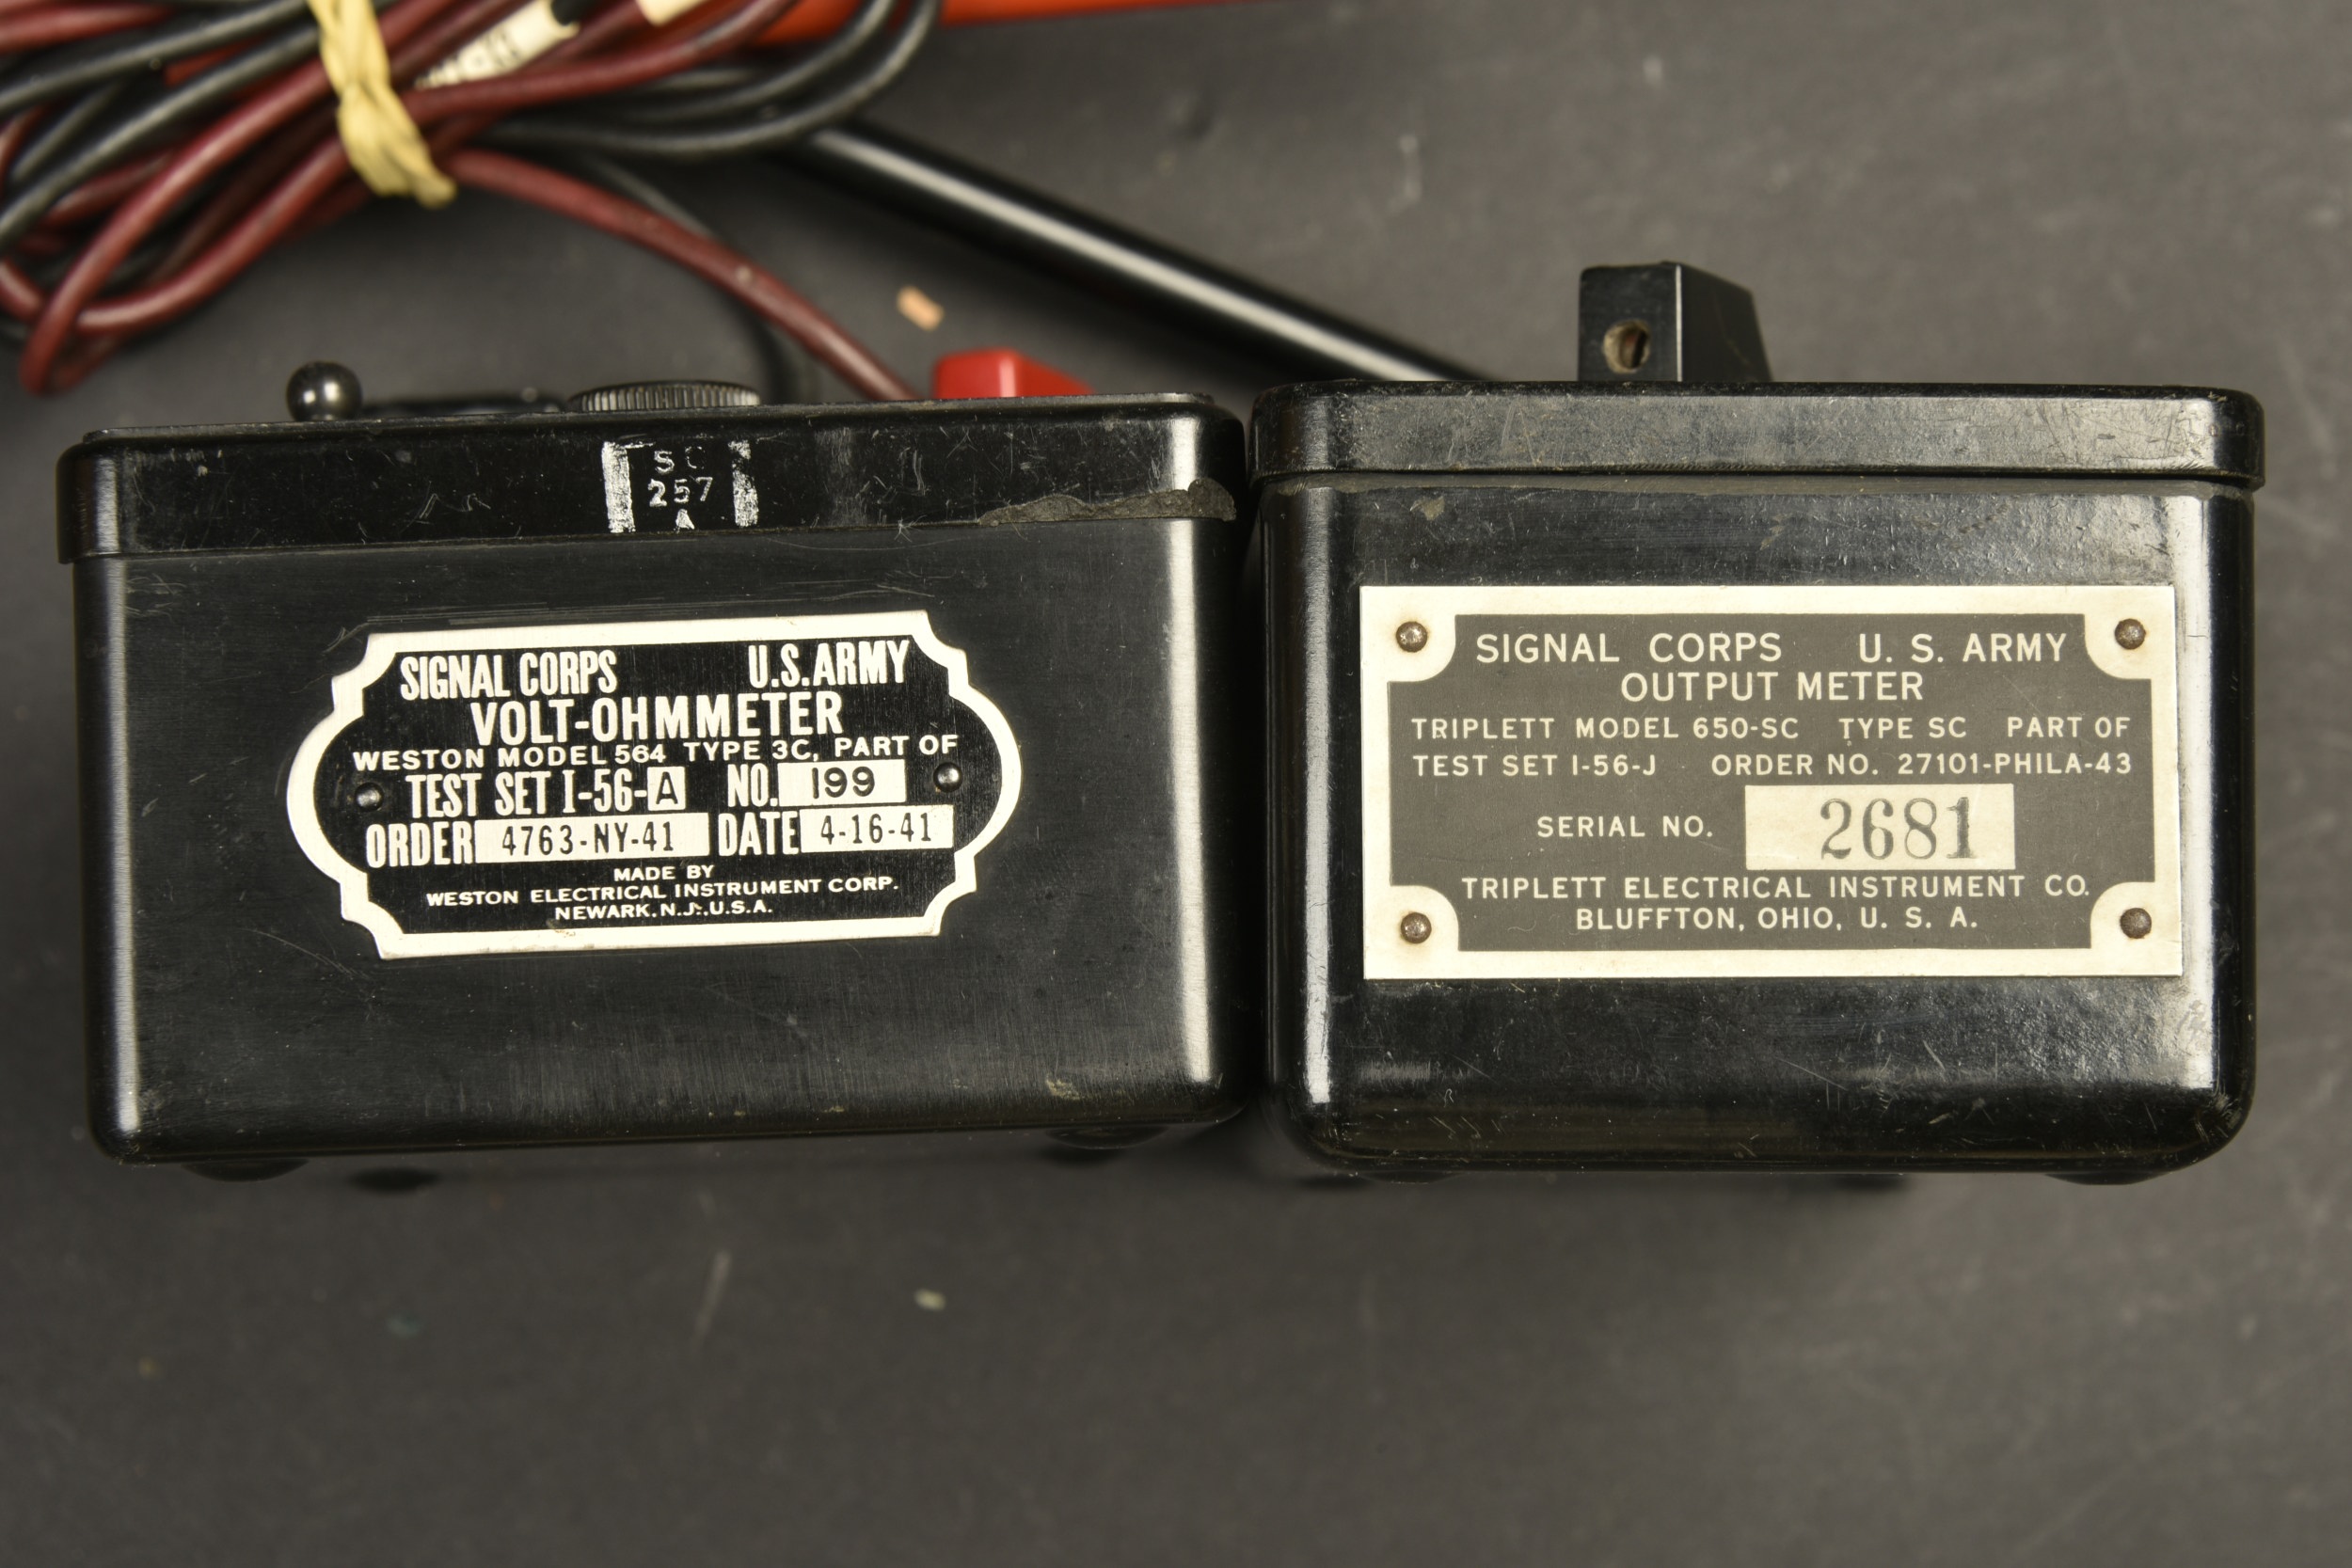 257
A
SIGNAL CORPS U.S. ARMY
VOLT-OHMMETER
WESTON MODEL 564 TYPE 3C, PART OF
TEST SET I-56-A NO. 199
ORDER 4763-NY-41 DATE 4-16-41
MADE BY
WESTON ELECTRICAL INSTRUMENT CORP.
NEWARK, N.J., U.S.A.
SIGNAL CORPS U. S. ARMY
OUTPUT METER
TRIPLETT MODEL 650-SC TYPE SC PART OF
TEST SET I-56-J ORDER NO. 27101-PHILA-43
SERIAL NO. 2681
TRIPLETT ELECTRICAL INSTRUMENT CO.
BLUFFTON, OHIO, U. S. A.